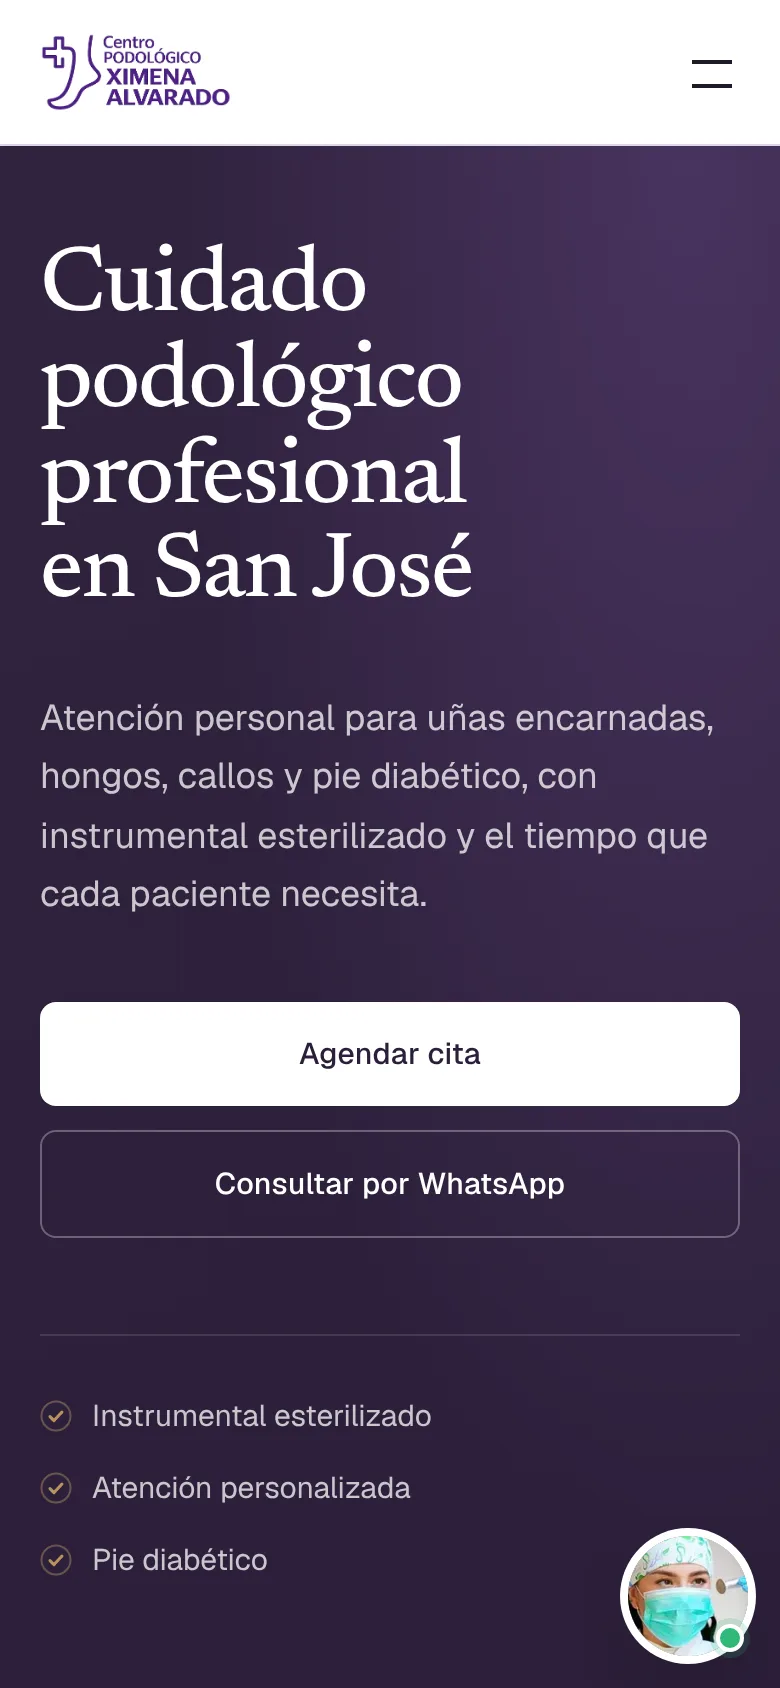 Centro
PODOLÓGICO
XIMENA
ALVARADO
Cuidado
podológico
profesional
en San José
Atención personal para uñas encarnadas,
hongos, callos y pie diabético, con
instrumental esterilizado y el tiempo que
cada paciente necesita.
Agendar cita
Consultar por WhatsApp
Instrumental esterilizado
Atención personalizada
Pie diabético